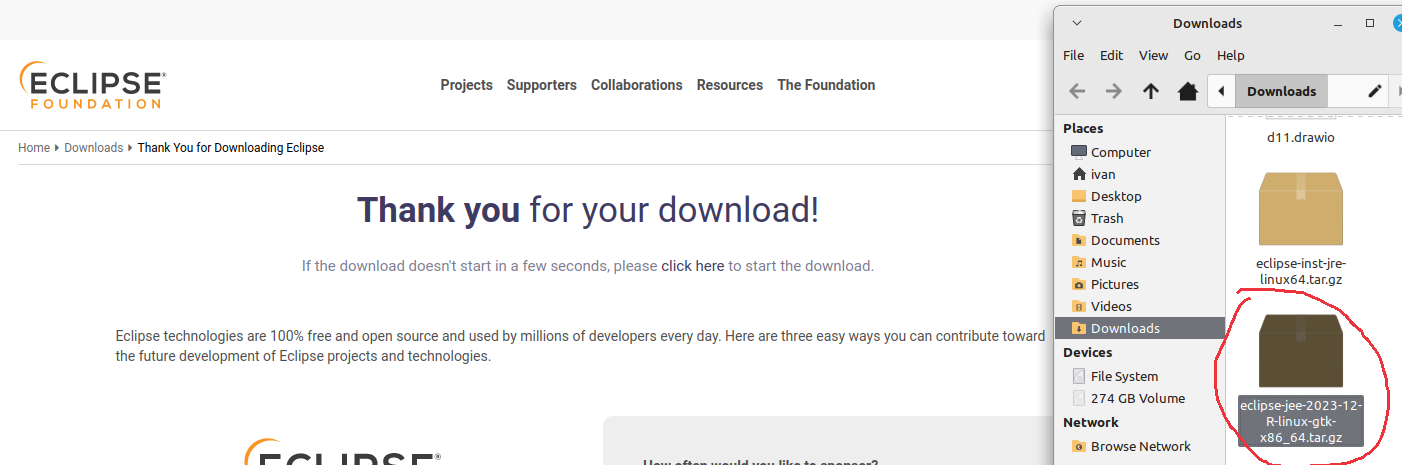 ECLIPSE®
FOUNDATION
Projects Supporters Collaborations Resources The Foundation
Home Downloads Thank You for Downloading Eclipse
Thank you for your download!
If the download doesn't start in a few seconds, please click here to start the download.
Eclipse technologies are 100% free and open source and used by millions of developers every day. Here are three easy ways you can contribute toward
the future development of Eclipse projects and technologies.
ECLIPSE®
How often would you like to sponsor?
Downloads
File Edit View Go Help
Downloads
Places
Computer
ivan
Desktop
Trash
Documents
Music
Pictures
Videos
Downloads
Devices
File System
274 GB Volume
Network
Browse Network
d11.drawio
eclipse-inst-jre-
linux64.tar.gz
eclipse-jee-2023-12-
R-linux-gtk-
x86_64.tar.gz